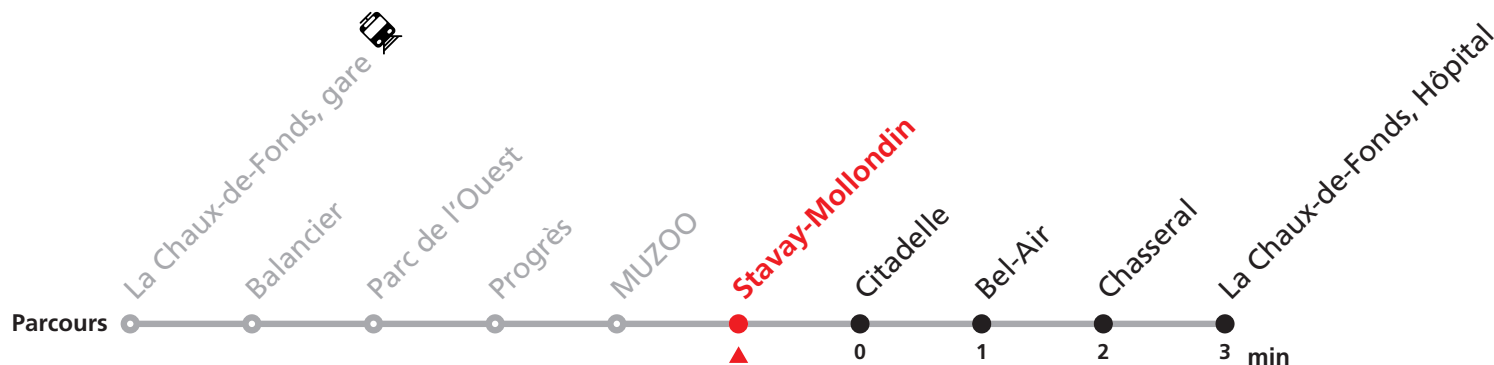 La Chaux-de-Fonds, gare
Balancier
Parc de l'Ouest
Progrès
MUZOO
Stavay-Mollondin
Citadelle
Bel-Air
Chasseral
La Chaux-de-Fonds, Hôpital
Parcours
0 1 2 3 min